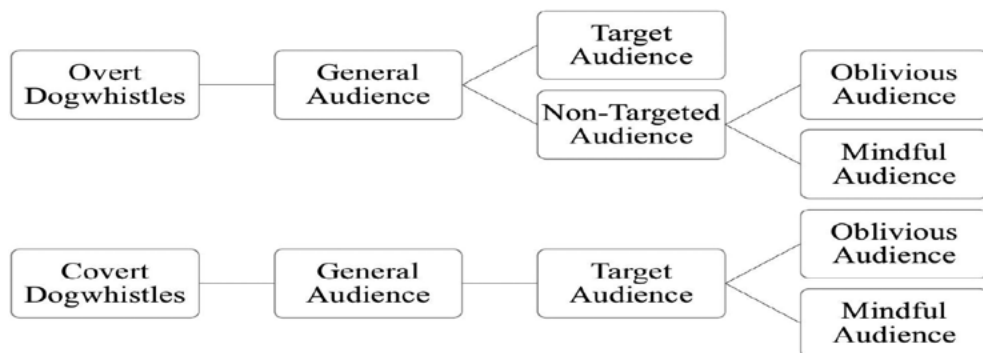 Overt
Dogwhistles
General
Audience
Target
Audience
Non-Targeted
Audience
Oblivious
Audience
Mindful
Audience
Covert
Dogwhistles
General
Audience
Target
Audience
Oblivious
Audience
Mindful
Audience